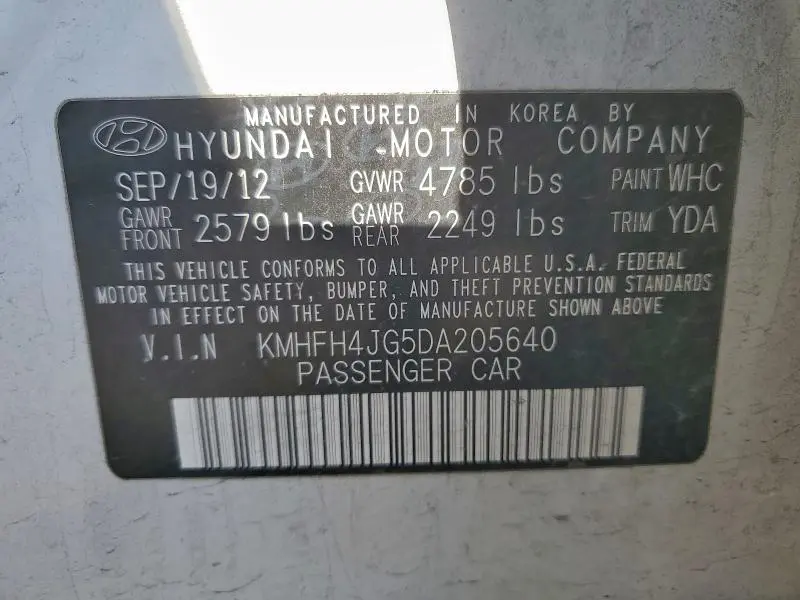 MANUFACTURED IN KOREA BY
HYUNDAI MOTOR COMPANY
SEP/19/12 GVWR 4785 lbs PAINT WHC
GAWR FRONT 2579 lbs GAWR REAR 2249 lbs TRIM YDA
THIS VEHICLE CONFORMS TO ALL APPLICABLE U.S.A. FEDERAL
MOTOR VEHICLE SAFETY, BUMPER, AND THEFT PREVENTION STANDARDS
IN EFFECT ON THE DATE OF MANUFACTURE SHOWN ABOVE
V.I.N KMHFH4JG5DA205640
PASSENGER CAR